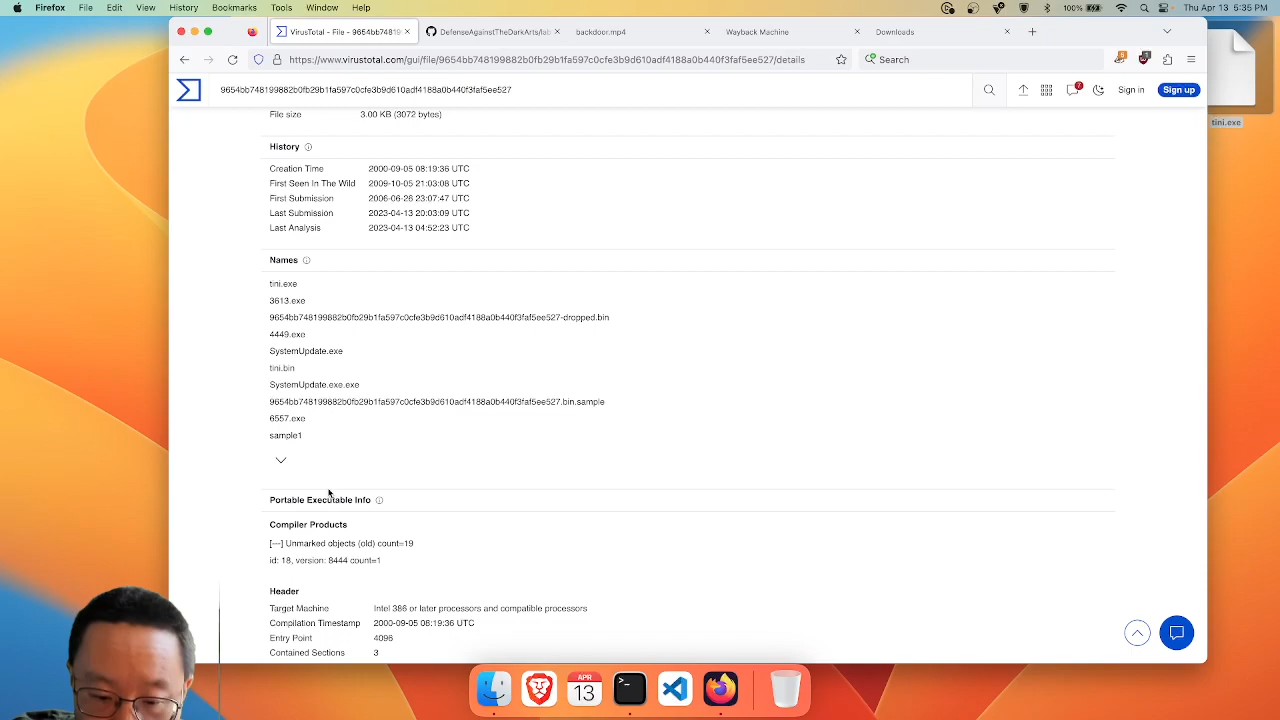 Firefox File Edit View History Bookmarks Tools Window Help 100% Thu Apr 13 5:35 PM
VirusTotal - File - 9654bb74819 DefenseAgainstTheDarkArts/lab backdoor.mp4 Wayback Machine Downloads
https://www.virustotal.com/gui/file/9654bb748199882b0fb29b1fa597c0cfe3b9d610adf4188a0b440f3faf5ee527/details Search
9654bb748199882b0fb29b1fa597c0cfe3b9d610adf4188a0b440f3faf5ee527 Sign in Sign up
tini.exe
File size 3.00 KB (3072 bytes)
History
Creation Time 2000-09-05 08:19:36 UTC
First Seen In The Wild 2009-10-05 21:03:08 UTC
First Submission 2006-06-26 23:07:47 UTC
Last Submission 2023-04-13 20:03:09 UTC
Last Analysis 2023-04-13 04:52:23 UTC
Names
tini.exe
3613.exe
9654bb748199882b0fb29b1fa597c0cfe3b9d610adf4188a0b440f3faf5ee527-dropped.bin
4449.exe
SystemUpdate.exe
tini.bin
SystemUpdate.exe.exe
9654bb748199882b0fb29b1fa597c0cfe3b9d610adf4188a0b440f3faf5ee527.bin.sample
6557.exe
sample1
Portable Executable Info
Compiler Products
[---] Unmarked objects (old) count=19
id: 18, version: 8444 count=1
Header
Target Machine Intel 386 or later processors and compatible processors
Compilation Timestamp 2000-09-05 08:19:36 UTC
Entry Point 4096
Contained Sections 3
APR
13